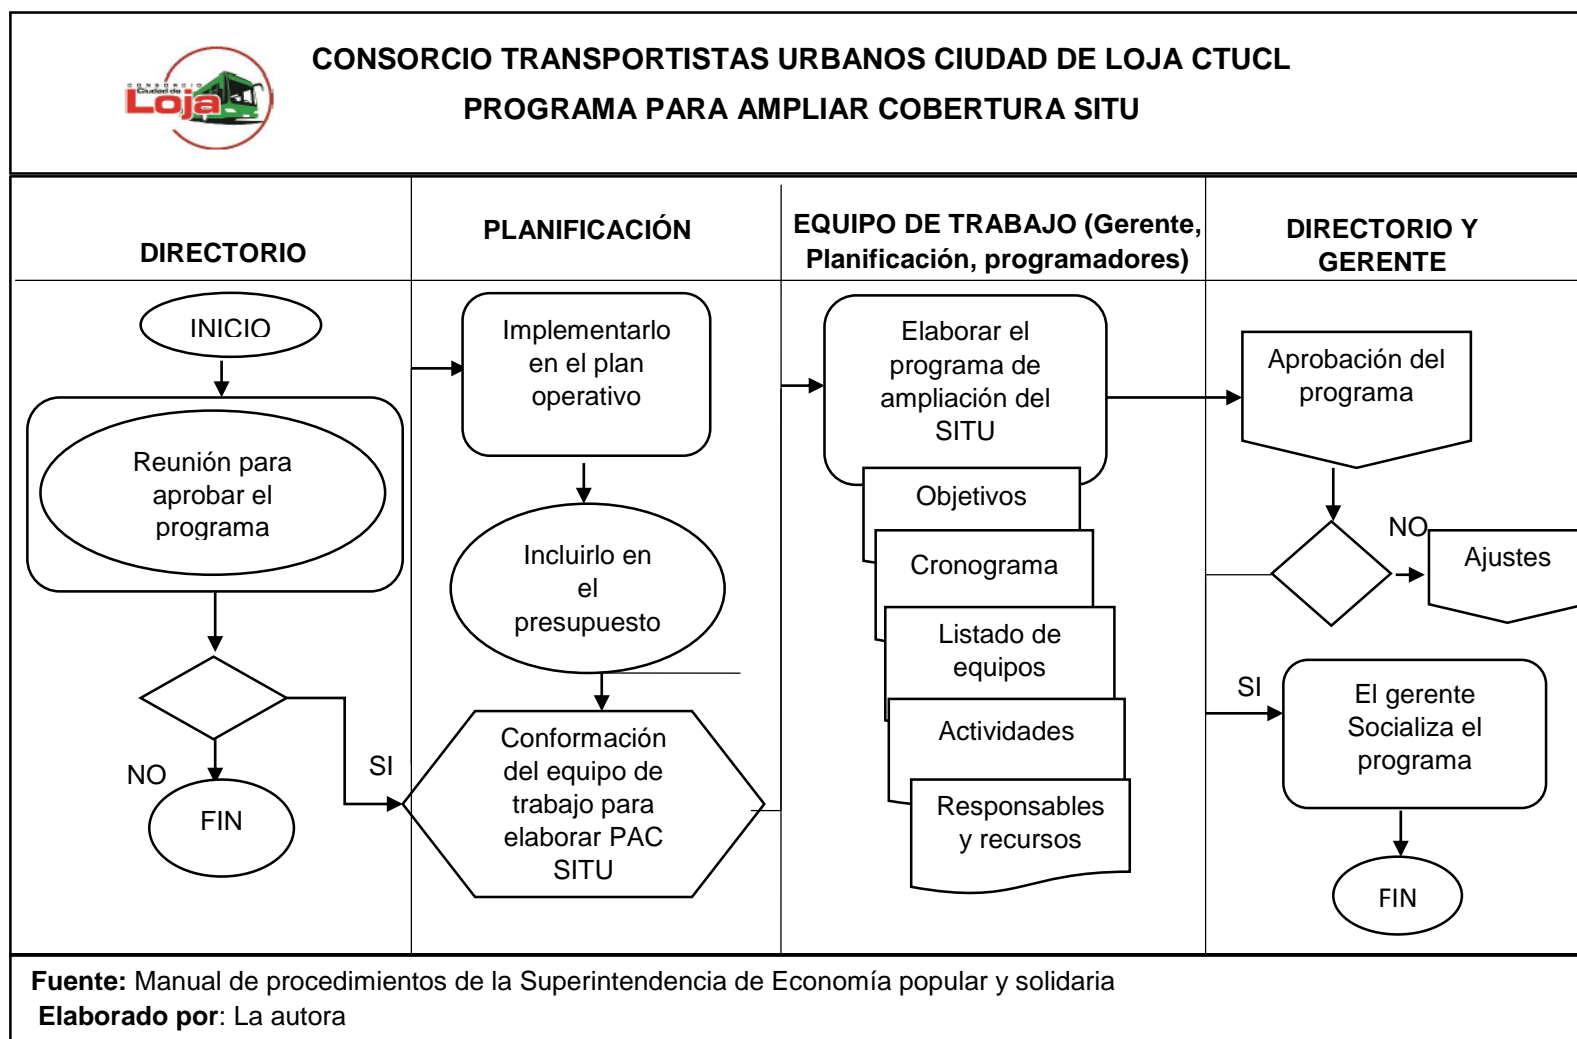 CONSORCIO TRANSPORTISTAS URBANOS CIUDAD DE LOJA CTUCL
PROGRAMA PARA AMPLIAR COBERTURA SITU
CONSORCIO
Ciudad de
Loja
DIRECTORIO
PLANIFICACIÓN
EQUIPO DE TRABAJO (Gerente,
Planificación, programadores)
DIRECTORIO Y
GERENTE
INICIO
Reunión para
aprobar el
programa
NO
FIN
SI
Implementarlo
en el plan
operativo
Incluirlo en
el
presupuesto
Conformación
del equipo de
trabajo para
elaborar PAC
SITU
Elaborar el
programa de
ampliación del
SITU
Objetivos
Cronograma
Listado de
equipos
Actividades
Responsables
y recursos
Aprobación del
programa
NO
Ajustes
SI
El gerente
Socializa el
programa
FIN
Fuente: Manual de procedimientos de la Superintendencia de Economía popular y solidaria
Elaborado por: La autora